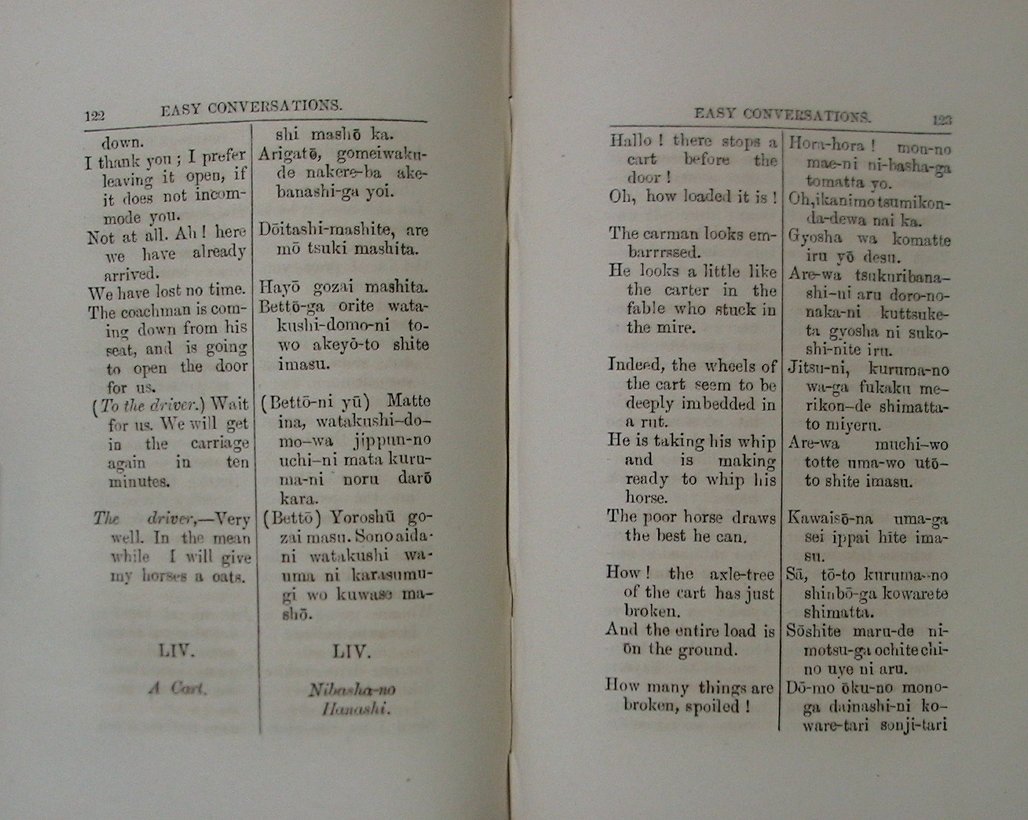 122 EASY CONVERSATIONS.
down.
I thank you ; I prefer
leaving it open, if
it does not incom-
mode you.
Not at all. Ah ! here
we have already
arrived.
We have lost no time.
The coachman is com-
ing down from his
seat, and is going
to open the door
for us.
(To the driver.) Wait
for us. We will get
in the carriage
again in ten
minutes.
The driver,—Very
well. In the mean
while I will give
my horses a oats.
LIV.
A Cart.
shi mashō ka.
Arigatō, gomeiwaku-
de nakere-ba ake-
banashi-ga yoi.
Dōitashi-mashite, are
mō tsuki mashita.
Hayō gozai mashita.
Bettō-ga orite wata-
kushi-domo-ni to-
wo akeyō-to shite
imasu.
(Bettō-ni yū) Matte
ina, watakushi-do-
mo-wa jippun-no
uchi-ni mata kuru-
ma-ni noru darō
kara.
(Bettō) Yoroshū go-
zai masu. Sono aida-
ni watakushi wa-
uma ni karasumu-
gi wo kuwase ma-
shō.
LIV.
Nibasha-no
Hanashi.
EASY CONVERSATIONS. 123
Hallo ! there stops a
cart before the
door !
Oh, how loaded it is !
The carman looks em-
barrrssed.
He looks a little like
the carter in the
fable who stuck in
the mire.
Indeed, the wheels of
the cart seem to be
deeply imbedded in
a rut.
He is taking his whip
and is making
ready to whip his
horse.
The poor horse draws
the best he can.
How ! the axle-tree
of the cart has just
broken.
And the entire load is
on the ground.
How many things are
broken, spoiled !
Hora-hora ! mon-no
mae-ni ni-basha-ga
tomatta yo.
Oh, ikanimo tsumikon-
da-dewa nai ka.
Gyosha wa komatte
iru yō desu.
Are-wa tsukuribana-
shi-ni aru doro-no-
naka-ni kuttsuke-
ta gyosha ni suko-
shi-nite iru.
Jitsu-ni, kuruma-no
wa-ga fukaku me-
rikon-de shimatta-
to miyeru.
Are-wa muchi-wo
totte uma-wo utō-
to shite imasu.
Kawaisō-na uma-ga
sei ippai hite ima-
su.
Sā, tō-to kuruma-no
shinbō-ga kowarete
shimatta.
Sōshite maru-de ni-
motsu-ga ochite chi-
no uye ni aru.
Dō-mo ōku-no mono-
ga dainashi-ni ko-
ware-tari sonji-tari